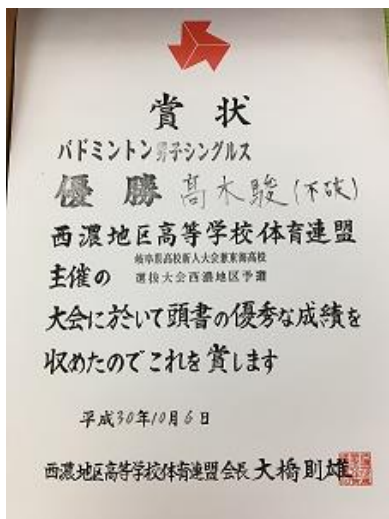 賞状
バドミントン男子シングルス
優勝 髙木駿(不破)
西濃地区高等学校体育連盟
主催の 岐阜県高校新人大会兼東海高校
選抜大会西濃地区予選
大会に於いて頭書の優秀な成績を
収めたのでこれを賞します
平成30年10月6日
西濃地区高等学校体育連盟会長 大橋則雄